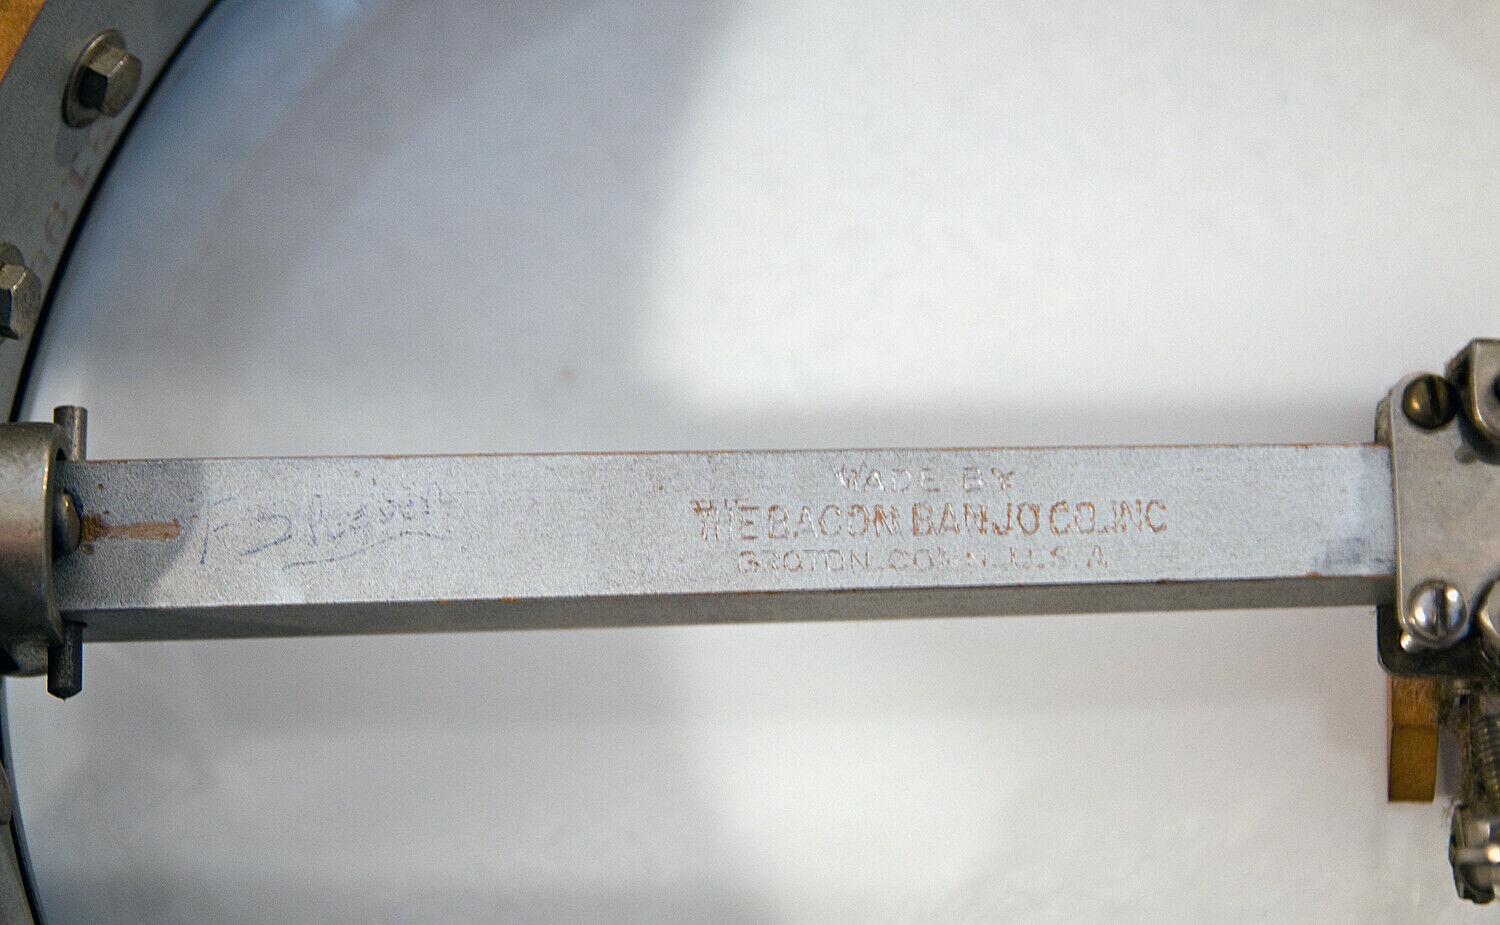 MADE BY
THE BACON BANJO CO. INC
GROTON. CONN. U.S.A